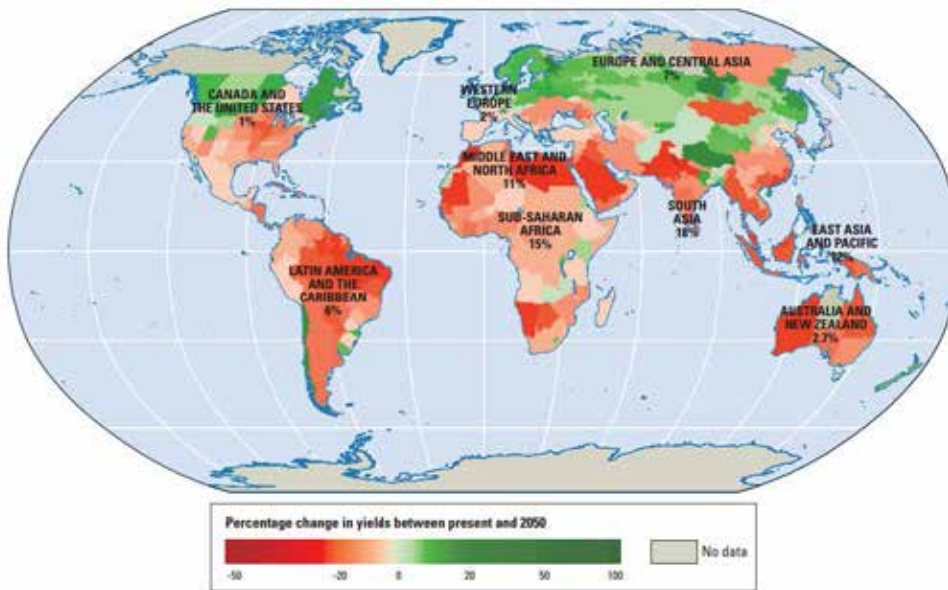 EUROPE AND CENTRAL ASIA
7%
WESTERN
EUROPE
2%
CANADA AND
THE UNITED STATES
1%
MIDDLE EAST AND
NORTH AFRICA
11%
SUB-SAHARAN
AFRICA
15%
SOUTH
ASIA
18%
EAST ASIA
AND PACIFIC
LATIN AMERICA
AND THE
CARIBBEAN
6%
AUSTRALIA AND
NEW ZEALAND
2.7%
Percentage change in yields between present and 2050
No data
-50 -20 0 20 50 100